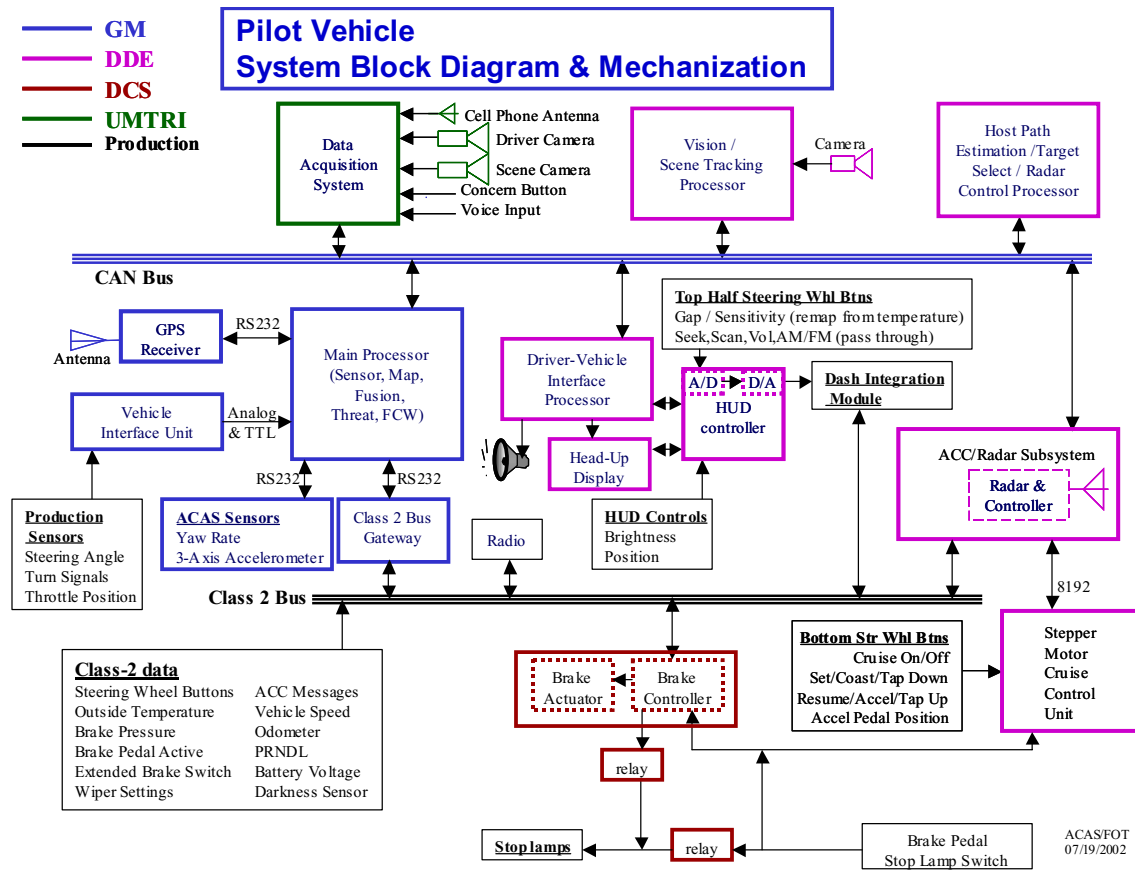 GM
DDE
DCS
UMTRI
Production
Pilot Vehicle
System Block Diagram & Mechanization
Data
Acquisition
System
Cell Phone Antenna
Driver Camera
Scene Camera
Concern Button
Voice Input
Vision /
Scene Tracking
Processor
Camera
Host Path
Estimation /Target
Select / Radar
Control Processor
CAN Bus
Antenna
GPS
Receiver
RS232
Main Processor
(Sensor, Map,
Fusion,
Threat, FCW)
Vehicle
Interface Unit
Analog
& TTL
RS232
RS232
Top Half Steering Whl Btns
Gap / Sensitivity (remap from temperature)
Seek,Scan,Vol,AM/FM (pass through)
Driver-Vehicle
Interface
Processor
A/D
D/A
HUD
controller
Dash Integration
Module
Head-Up
Display
ACC/Radar Subsystem
Radar &
Controller
Production
Sensors
Steering Angle
Turn Signals
Throttle Position
ACAS Sensors
Yaw Rate
3-Axis Accelerometer
Class 2 Bus
Gateway
Radio
HUD Controls
Brightness
Position
8192
Class 2 Bus
Class-2 data
Steering Wheel Buttons
Outside Temperature
Brake Pressure
Brake Pedal Active
Extended Brake Switch
Wiper Settings
ACC Messages
Vehicle Speed
Odometer
PRNDL
Battery Voltage
Darkness Sensor
Brake
Actuator
Brake
Controller
Bottom Str Whl Btns
Cruise On/Off
Set/Coast/Tap Down
Resume/Accel/Tap Up
Accel Pedal Position
Stepper
Motor
Cruise
Control
Unit
relay
Stop lamps
relay
Brake Pedal
Stop Lamp Switch
ACAS/FOT
07/19/2002